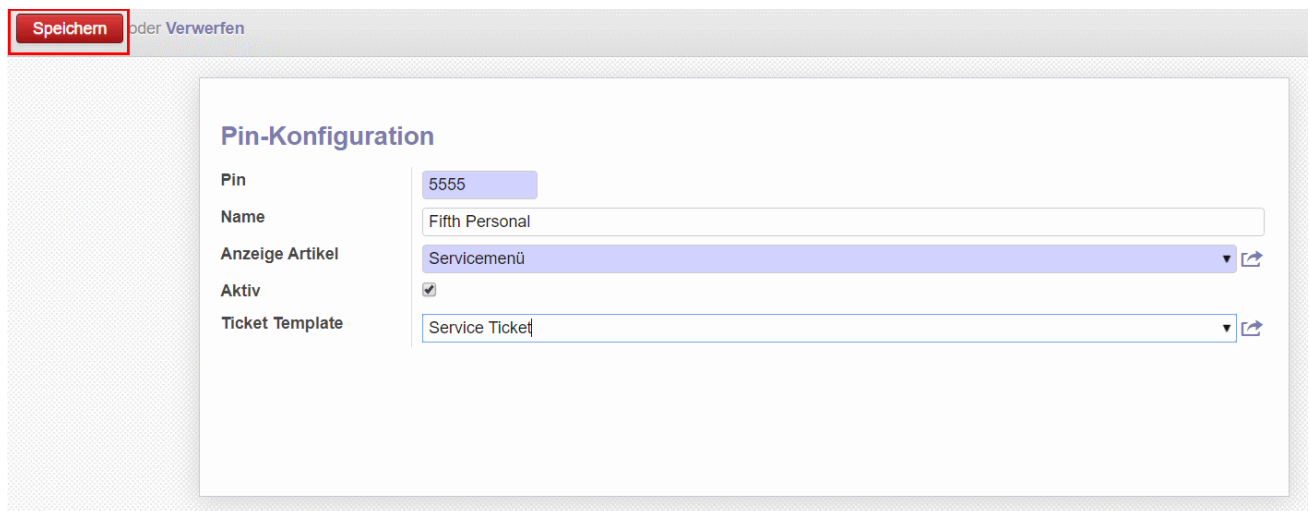 Speichern oder Verwerfen
Pin-Konfiguration
Pin 5555
Name Fifth Personal
Anzeige Artikel Servicemenü
Aktiv
Ticket Template Service Ticket